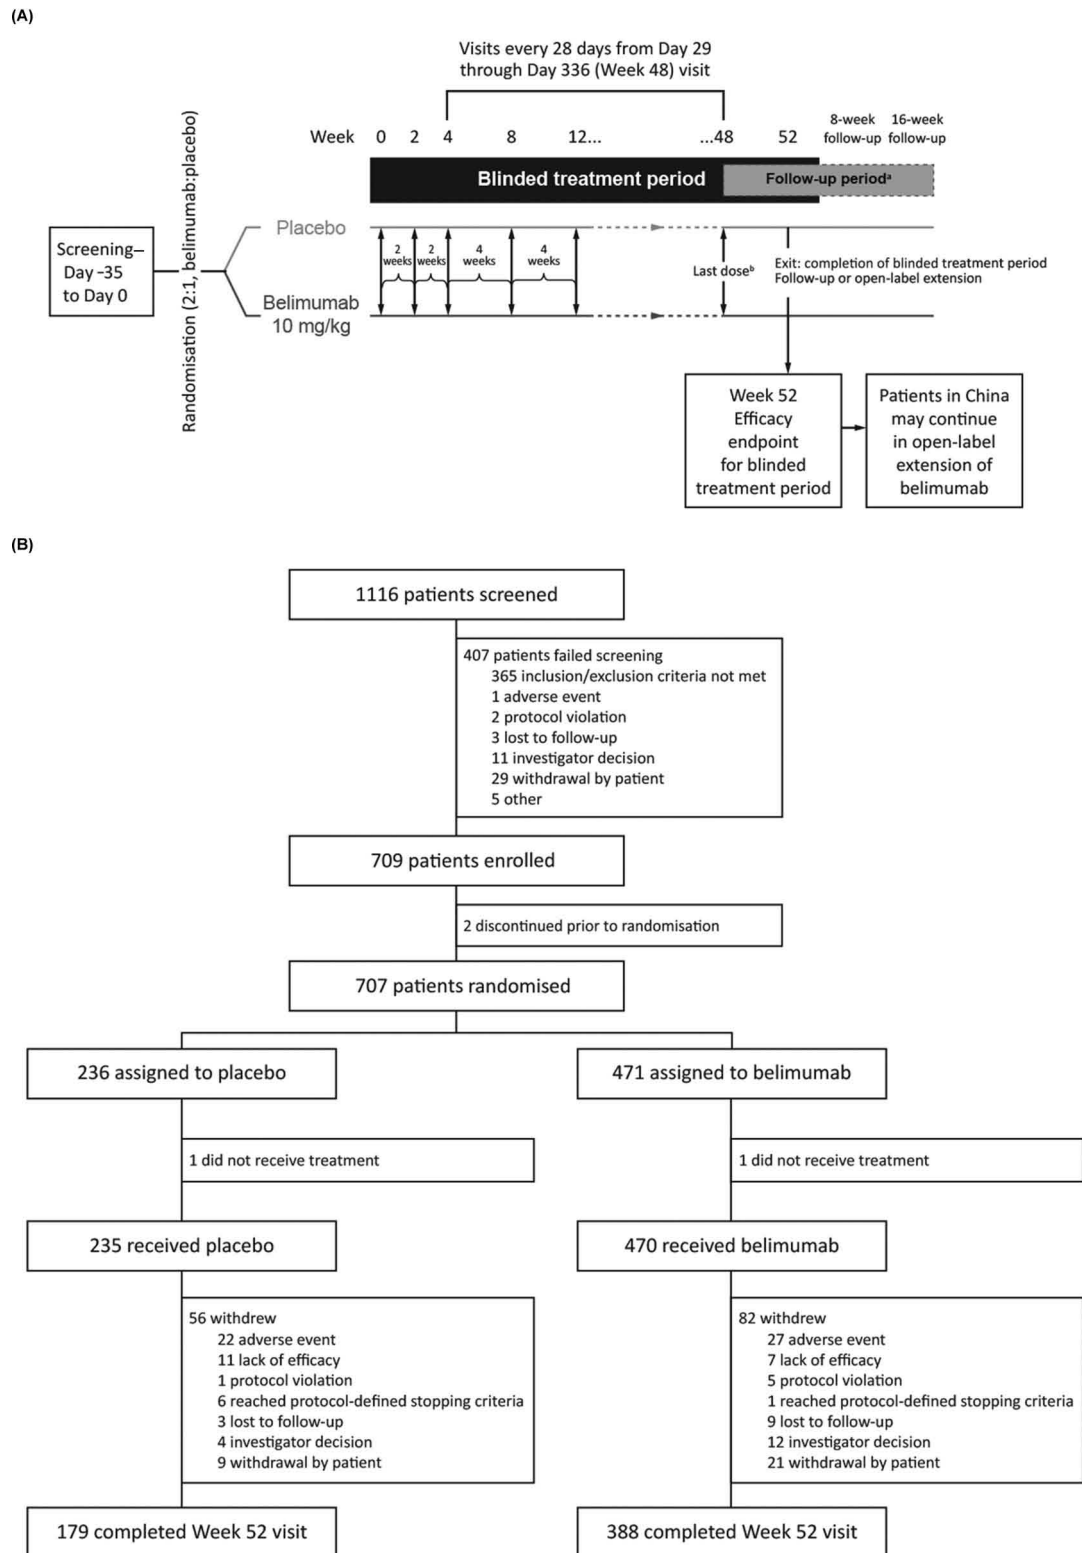 (A)
Visits every 28 days from Day 29
through Day 336 (Week 48) visit
8-week
follow-up
16-week
follow-up
Week 0 2 4 8 12... ...48 52
Blinded treatment period
Follow-up periodᵃ
Screening–
Day -35
to Day 0
Randomisation (2:1, belimumab:placebo)
Placebo
2
weeks
2
weeks
4
weeks
4
weeks
Last doseᵇ
Exit: completion of blinded treatment period
Follow-up or open-label extension
Belimumab
10 mg/kg
Week 52
Efficacy
endpoint
for blinded
treatment period
Patients in China
may continue
in open-label
extension of
belimumab
(B)
1116 patients screened
407 patients failed screening
365 inclusion/exclusion criteria not met
1 adverse event
2 protocol violation
3 lost to follow-up
11 investigator decision
29 withdrawal by patient
5 other
709 patients enrolled
2 discontinued prior to randomisation
707 patients randomised
236 assigned to placebo
471 assigned to belimumab
1 did not receive treatment
1 did not receive treatment
235 received placebo
470 received belimumab
56 withdrew
22 adverse event
11 lack of efficacy
1 protocol violation
6 reached protocol-defined stopping criteria
3 lost to follow-up
4 investigator decision
9 withdrawal by patient
82 withdrew
27 adverse event
7 lack of efficacy
5 protocol violation
1 reached protocol-defined stopping criteria
9 lost to follow-up
12 investigator decision
21 withdrawal by patient
179 completed Week 52 visit
388 completed Week 52 visit